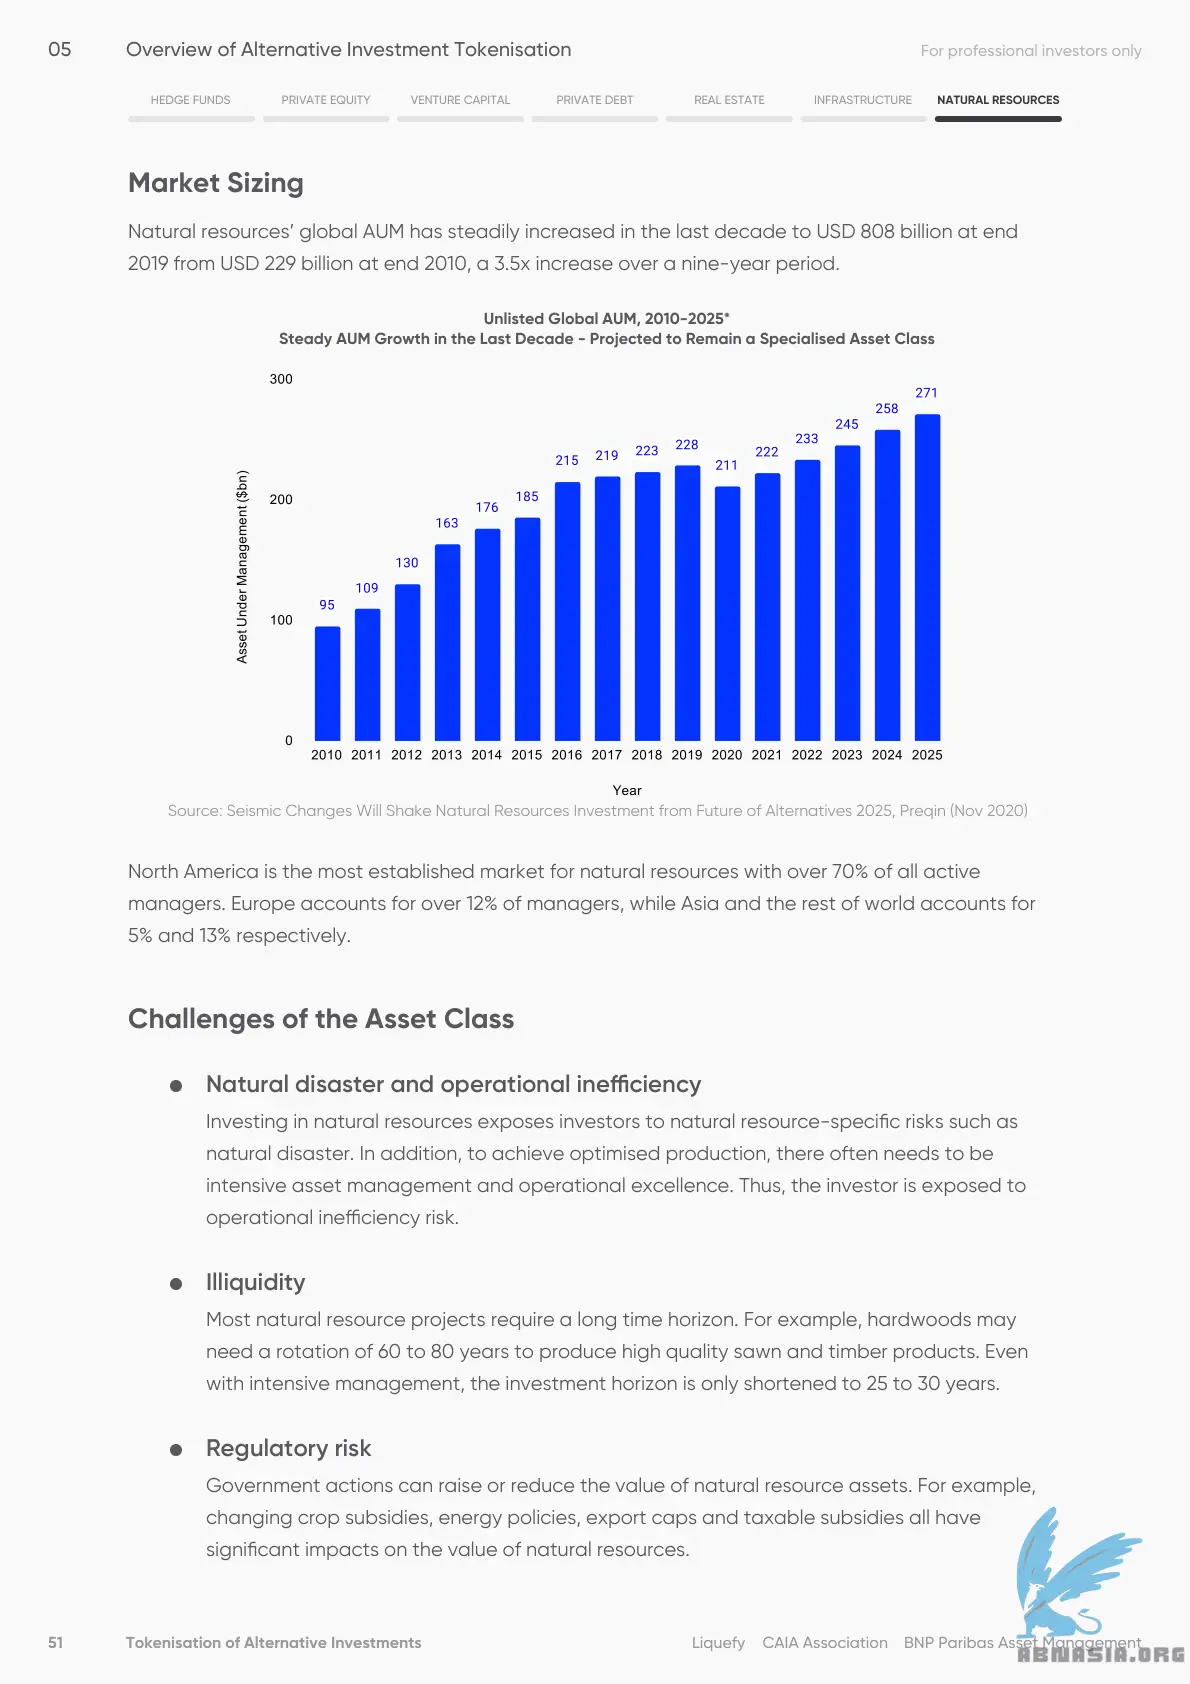 05 Overview of Alternative Investment Tokenisation For professional investors only
HEDGE FUNDS PRIVATE EQUITY VENTURE CAPITAL PRIVATE DEBT REAL ESTATE INFRASTRUCTURE NATURAL RESOURCES
Market Sizing
Natural resources’ global AUM has steadily increased in the last decade to USD 808 billion at end
2019 from USD 229 billion at end 2010, a 3.5x increase over a nine-year period.
Unlisted Global AUM, 2010-2025*
Steady AUM Growth in the Last Decade - Projected to Remain a Specialised Asset Class
Asset Under Management ($bn)
300
200
100
0
95 109 130 163 176 185 215 219 223 228 211 222 233 245 258 271
2010 2011 2012 2013 2014 2015 2016 2017 2018 2019 2020 2021 2022 2023 2024 2025
Year
Source: Seismic Changes Will Shake Natural Resources Investment from Future of Alternatives 2025, Preqin (Nov 2020)
North America is the most established market for natural resources with over 70% of all active
managers. Europe accounts for over 12% of managers, while Asia and the rest of world accounts for
5% and 13% respectively.
Challenges of the Asset Class
● Natural disaster and operational inefficiency
Investing in natural resources exposes investors to natural resource-specific risks such as
natural disaster. In addition, to achieve optimised production, there often needs to be
intensive asset management and operational excellence. Thus, the investor is exposed to
operational inefficiency risk.
● Illiquidity
Most natural resource projects require a long time horizon. For example, hardwoods may
need a rotation of 60 to 80 years to produce high quality sawn and timber products. Even
with intensive management, the investment horizon is only shortened to 25 to 30 years.
● Regulatory risk
Government actions can raise or reduce the value of natural resource assets. For example,
changing crop subsidies, energy policies, export caps and taxable subsidies all have
significant impacts on the value of natural resources.
51 Tokenisation of Alternative Investments Liquefy CAIA Association BNP Paribas Asset Management
ABNASIA.ORG